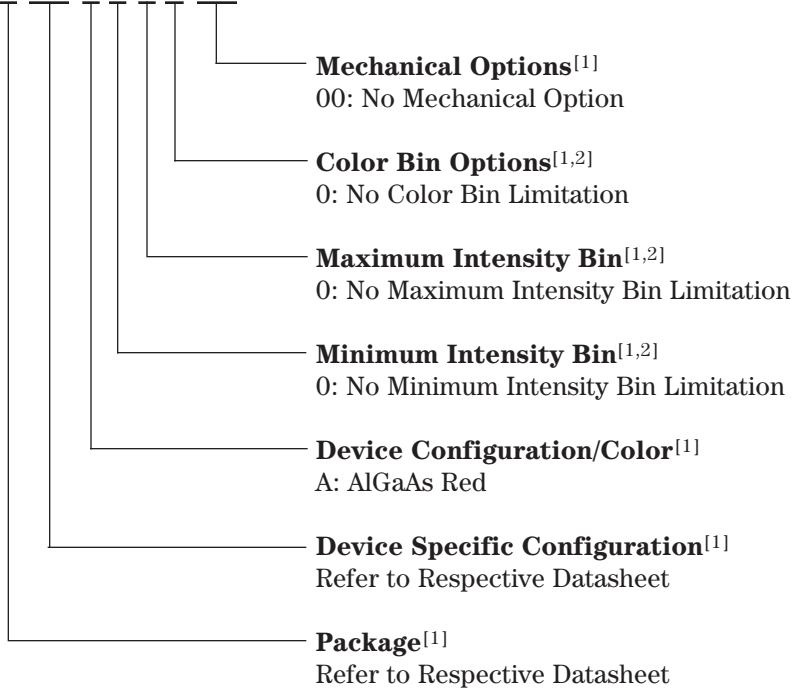 Mechanical Options[1]
00: No Mechanical Option
Color Bin Options[1,2]
0: No Color Bin Limitation
Maximum Intensity Bin[1,2]
0: No Maximum Intensity Bin Limitation
Minimum Intensity Bin[1,2]
0: No Minimum Intensity Bin Limitation
Device Configuration/Color[1]
A: AlGaAs Red
Device Specific Configuration[1]
Refer to Respective Datasheet
Package[1]
Refer to Respective Datasheet